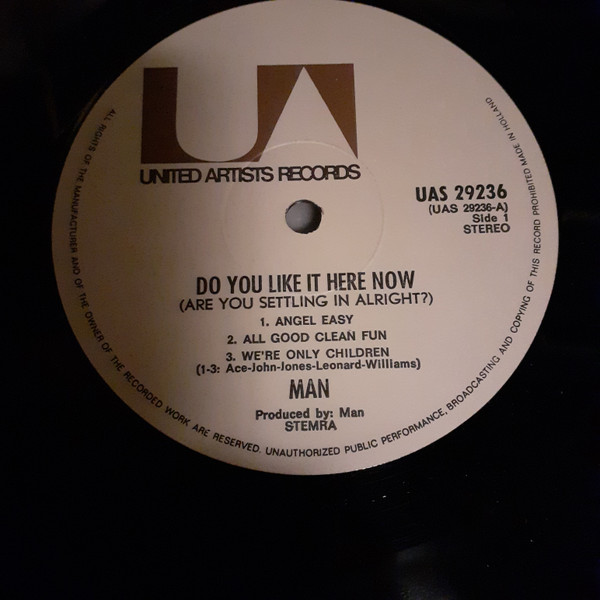 UA
UNITED ARTISTS RECORDS
UAS 29236
(UAS 29236-A)
Side 1
STEREO
DO YOU LIKE IT HERE NOW
(ARE YOU SETTLING IN ALRIGHT?)
1. ANGEL EASY
2. ALL GOOD CLEAN FUN
3. WE'RE ONLY CHILDREN
(1-3: Ace-John-Jones-Leonard-Williams)
MAN
Produced by: Man
STEMRA
ALL RIGHTS OF THE MANUFACTURER AND OF THE OWNER OF THE RECORDED WORK ARE RESERVED. UNAUTHORIZED PUBLIC PERFORMANCE, BROADCASTING AND COPYING OF THIS RECORD PROHIBITED MADE IN HOLLAND